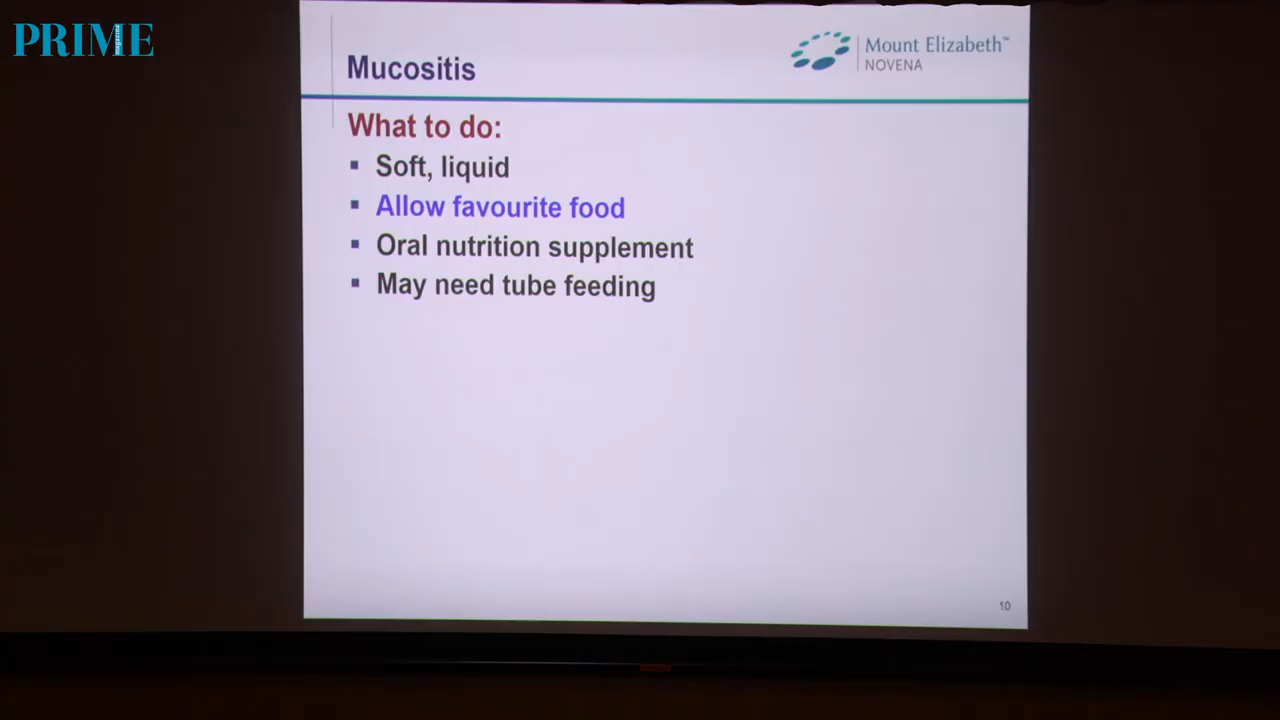 PRIME
magazine
Mucositis
Mount Elizabeth™
NOVENA
What to do:
▪ Soft, liquid
▪ Allow favourite food
▪ Oral nutrition supplement
▪ May need tube feeding
10